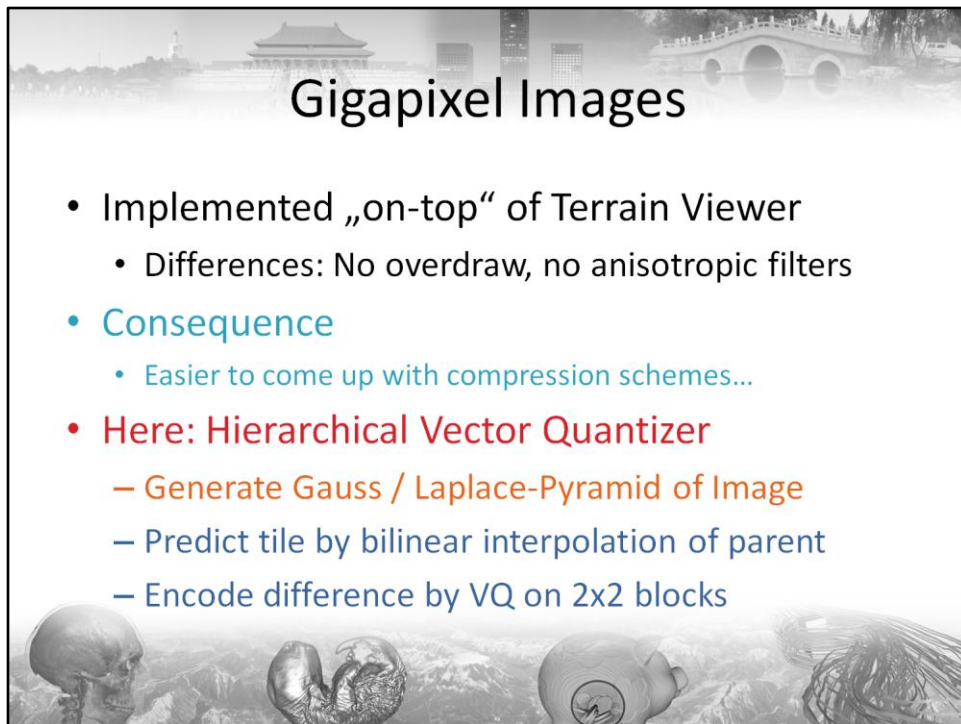 Gigapixel Images
• Implemented „on-top“ of Terrain Viewer
• Differences: No overdraw, no anisotropic filters
• Consequence
• Easier to come up with compression schemes…
• Here: Hierarchical Vector Quantizer
– Generate Gauss / Laplace-Pyramid of Image
– Predict tile by bilinear interpolation of parent
– Encode difference by VQ on 2x2 blocks